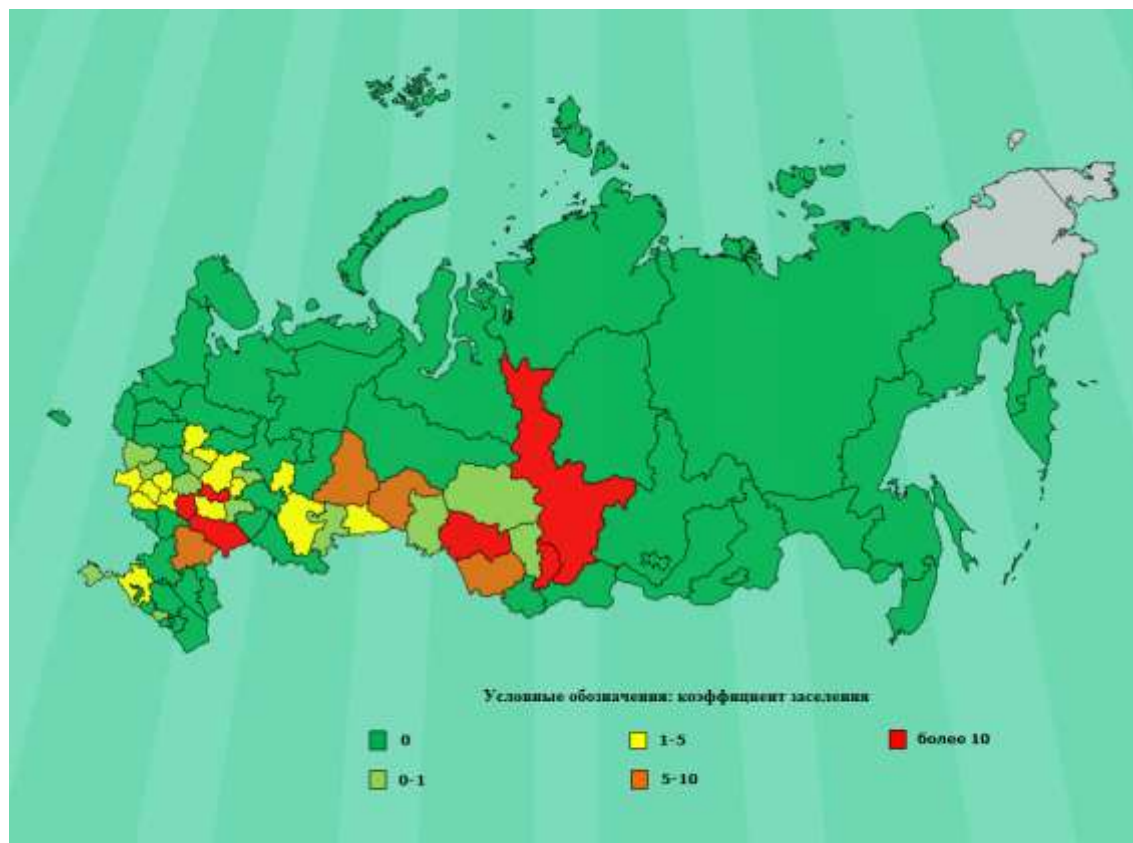 Условные обозначения: коэффициент заселения
0 1-5 более 10
0-1 5-10